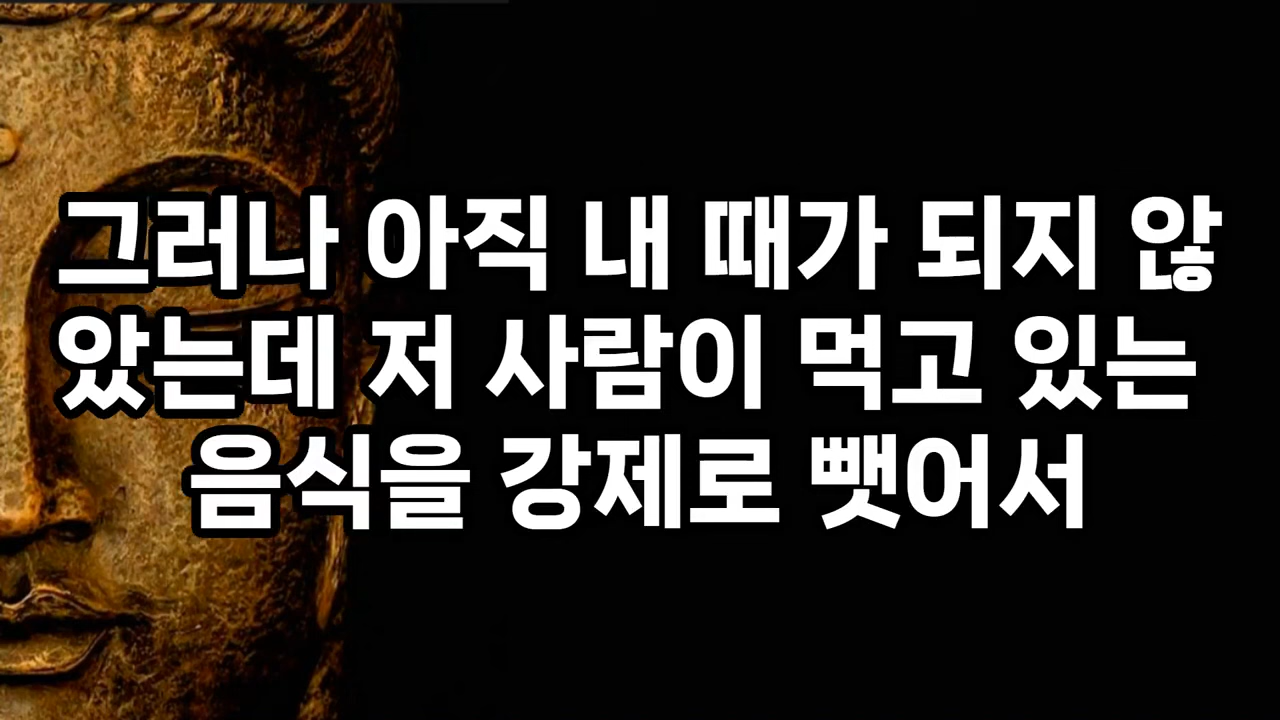 그러나 아직 내 때가 되지 않
았는데 저 사람이 먹고 있는
음식을 강제로 뺏어서